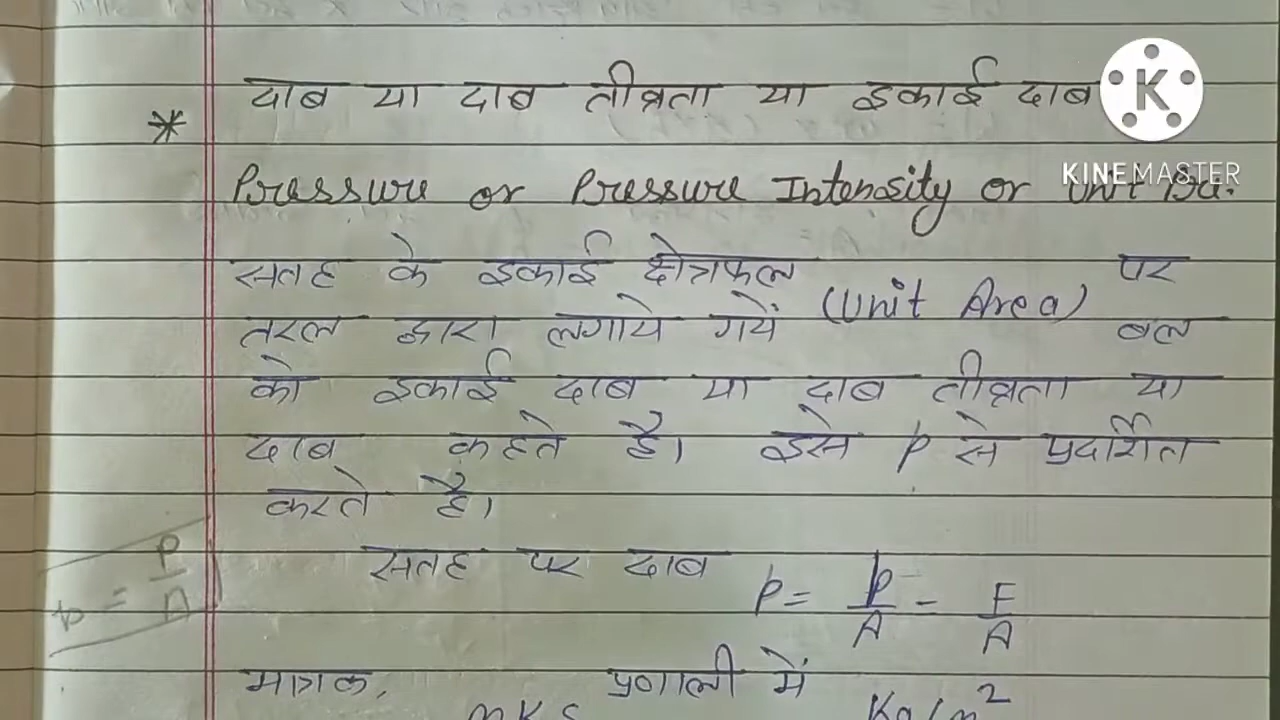 दाब या दाब तीव्रता या इकाई दाब
*
Pressure or Pressure Intensity or Unit
K
KINEMASTER
सतह के इकाई क्षेत्रफल (Unit Area) पर
तरल द्वारा लगाये गयें बल
को इकाई दाब या दाब तीव्रता या
दाब कहते है। इसे p से प्रदर्शित
करते है।
p = P/A
सतह पर दाब p = P/A = F/A
मात्रक, MKS प्रणाली में Kg/m²